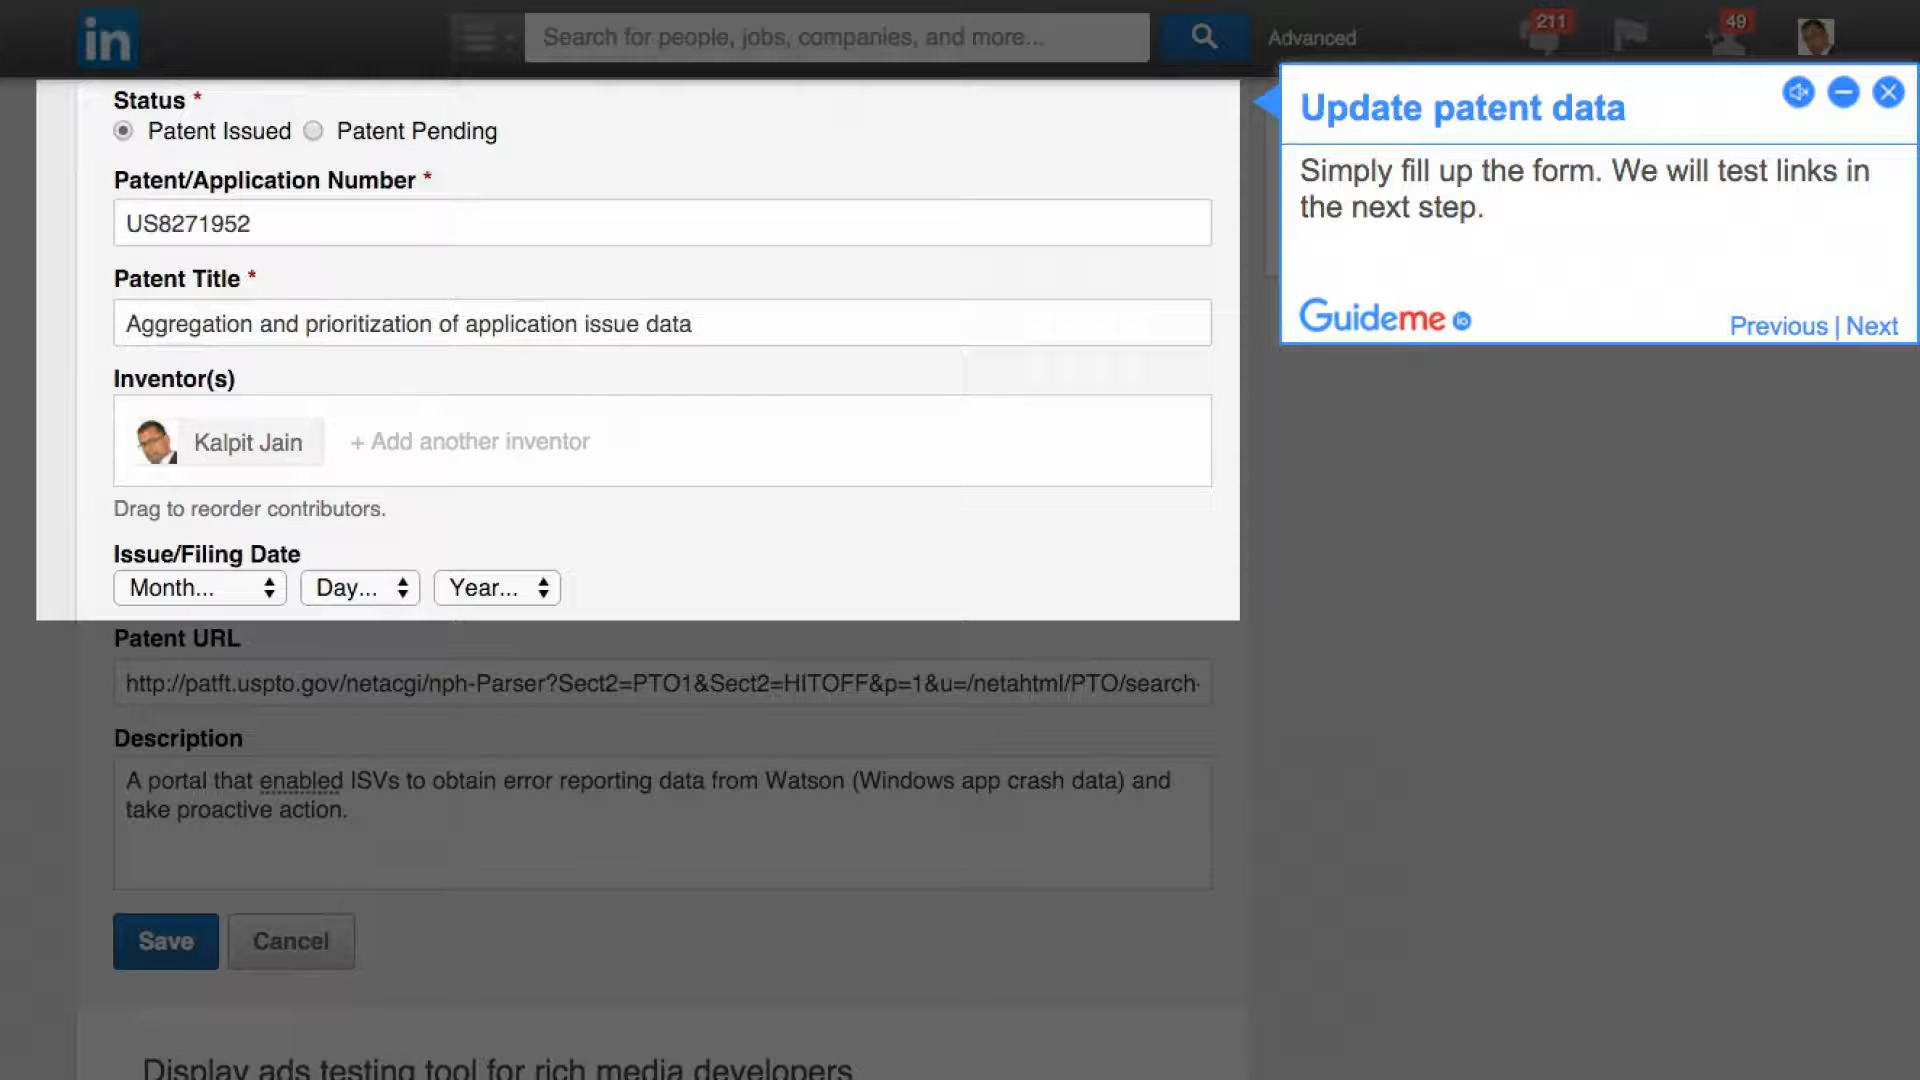 in
Search for people, jobs, companies, and more...
Advanced
211
49
Status *
Patent Issued Patent Pending
Patent/Application Number *
US8271952
Patent Title *
Aggregation and prioritization of application issue data
Inventor(s)
Kalpit Jain + Add another inventor
Drag to reorder contributors.
Issue/Filing Date
Month... Day... Year...
Patent URL
http://patft.uspto.gov/netacgi/nph-Parser?Sect2=PTO1&Sect2=HITOFF&p=1&u=/netahtml/PTO/search-
Description
A portal that enabled ISVs to obtain error reporting data from Watson (Windows app crash data) and
take proactive action.
Save Cancel
Display ads testing tool for rich media developers
Update patent data
Simply fill up the form. We will test links in
the next step.
Guideme io
Previous | Next